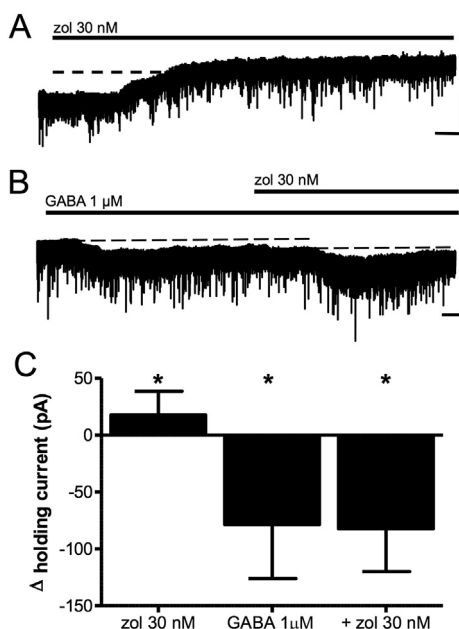 A
zol 30 nM
B
zol 30 nM
GABA 1 µM
C
Δ holding current (pA)
50
0
-50
-100
-150
* * *
zol 30 nM GABA 1µM + zol 30 nM